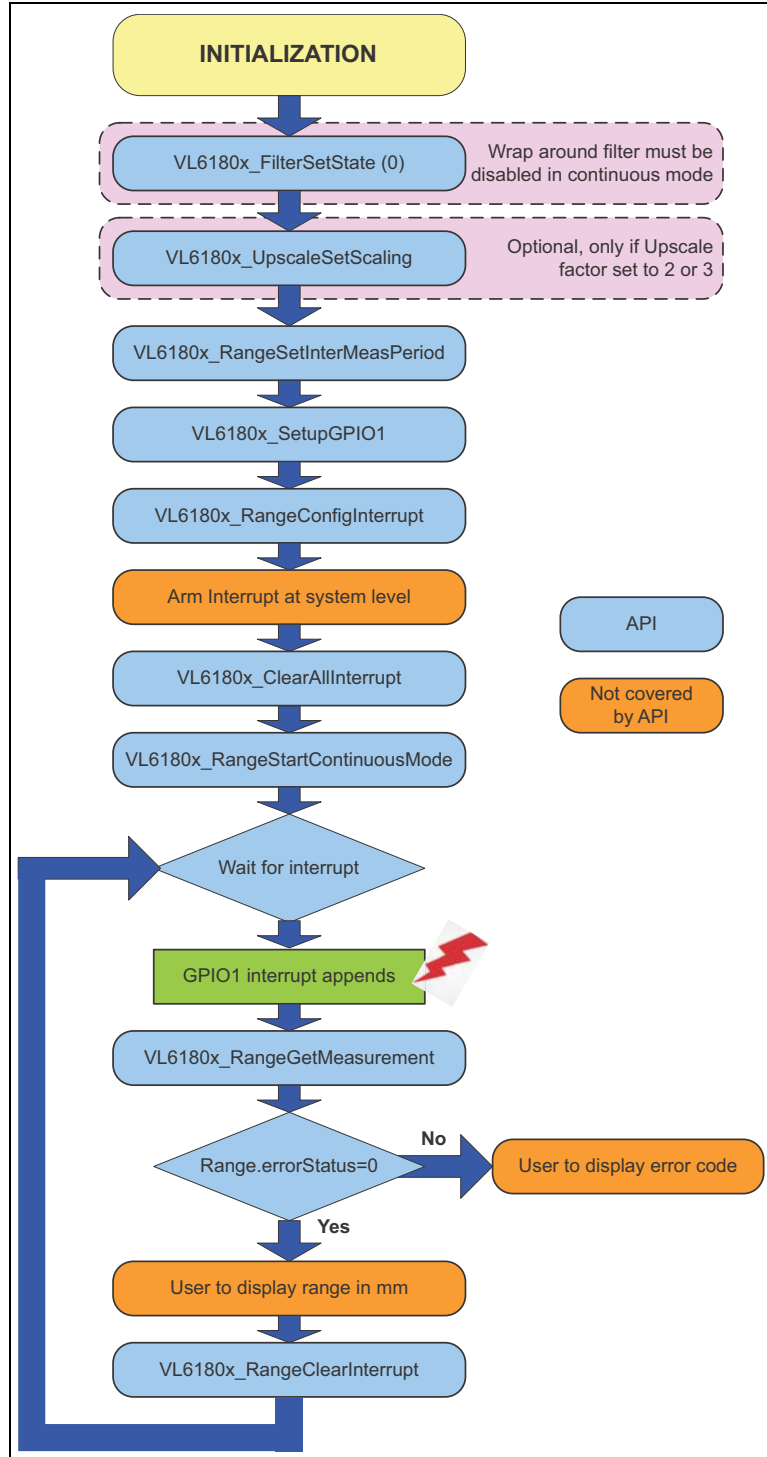 INITIALIZATION
VL6180x_FilterSetState (0)
Wrap around filter must be
disabled in continuous mode
VL6180x_UpscaleSetScaling
Optional, only if Upscale
factor set to 2 or 3
VL6180x_RangeSetInterMeasPeriod
VL6180x_SetupGPIO1
VL6180x_RangeConfigInterrupt
Arm Interrupt at system level
API
VL6180x_ClearAllInterrupt
Not covered
by API
VL6180x_RangeStartContinuousMode
Wait for interrupt
GPIO1 interrupt appends
VL6180x_RangeGetMeasurement
Range.errorStatus=0
No
User to display error code
Yes
User to display range in mm
VL6180x_RangeClearInterrupt